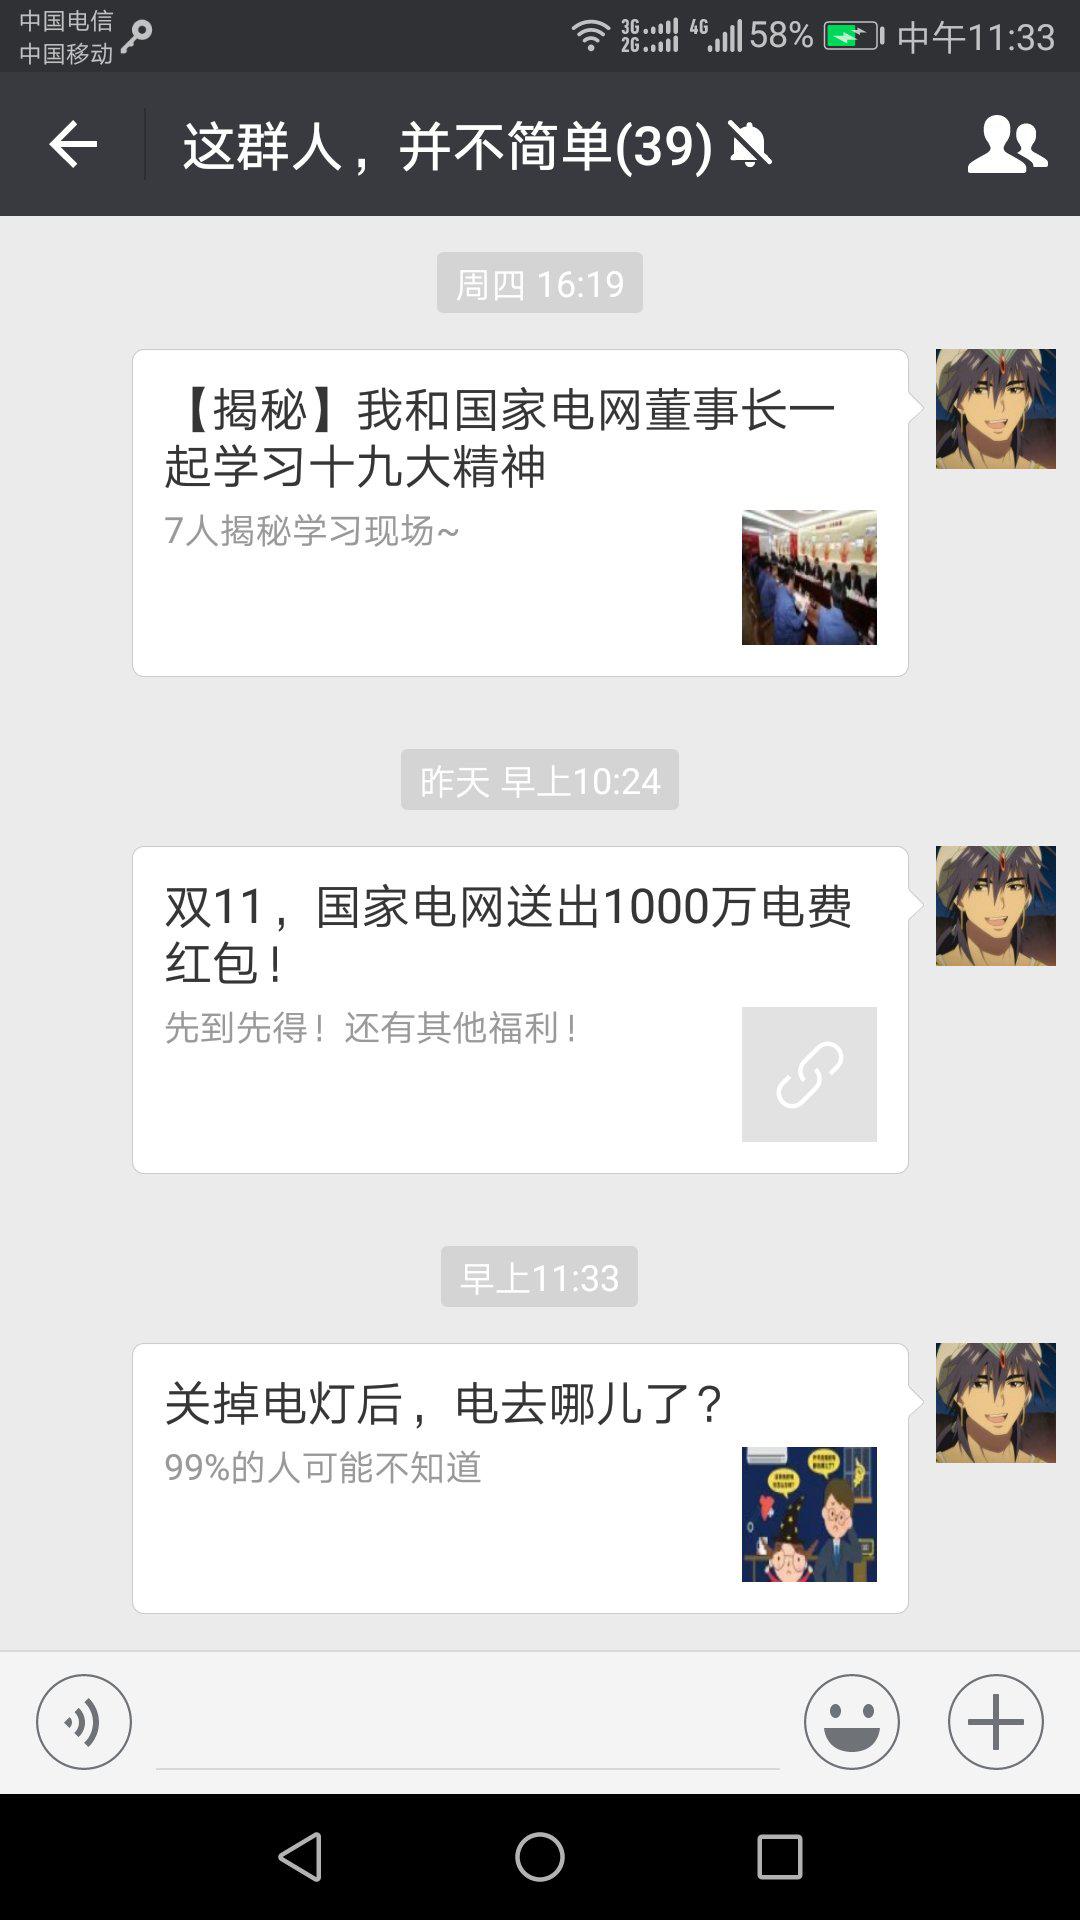 中国电信
中国移动
3G
2G
4G
58%
中午11:33
这群人，并不简单(39)
周四 16:19
【揭秘】我和国家电网董事长一
起学习十九大精神
7人揭秘学习现场~
昨天 早上10:24
双11，国家电网送出1000万电费
红包！
先到先得！还有其他福利！
早上11:33
关掉电灯后，电去哪儿了？
99%的人可能不知道